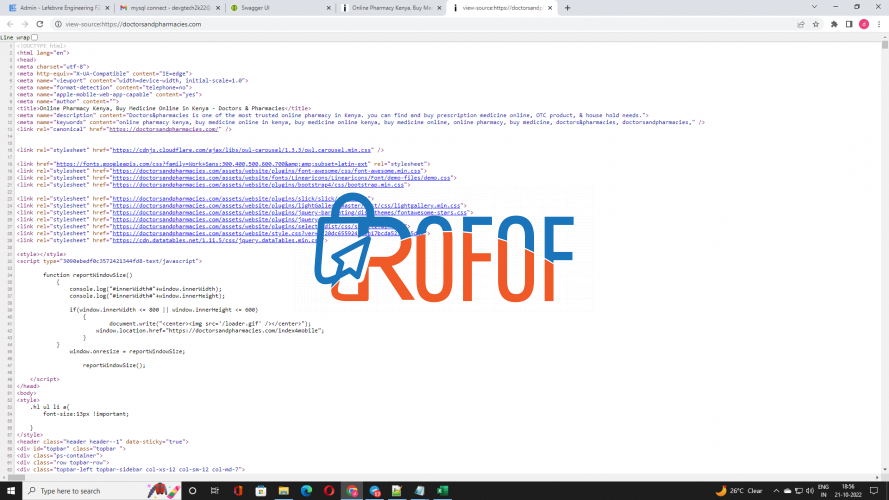 Admin - Lefebvre Engineering F
mysql connect - devgtech2k220
Swagger UI
Online Pharmacy Kenya, Buy Me
view-source:https://doctorsand
view-source:https://doctorsandpharmacies.com
Line wrap
1 <!DOCTYPE html>
2 <html lang="en">
3 <head>
4 <meta charset="utf-8">
5 <meta http-equiv="X-UA-Compatible" content="IE=edge">
6 <meta name="viewport" content="width=device-width, initial-scale=1.0">
7 <meta name="format-detection" content="telephone=no">
8 <meta name="apple-mobile-web-app-capable" content="yes">
9 <meta name="author" content="">
10 <title>Online Pharmacy Kenya, Buy Medicine Online in Kenya - Doctors & Pharmacies</title>
11 <meta name="description" content="Doctors&pharmacies is one of the most trusted online pharmacy in Kenya. you can find and buy prescription medicine online, OTC product, & house hold needs.">
12 <meta name="keywords" content="online pharmacy kenya, buy medicine online in kenya, buy medicine online kenya, buy medicine online, online pharmacy, buy medicine, doctors&pharmacies, doctorsandpharmacies," />
13 <link rel="canonical" href="https://doctorsandpharmacies.com/" />
<link rel="stylesheet" href="https://cdnjs.cloudflare.com/ajax/libs/owl-carousel/1.3.3/owl.carousel.min.css" />
<link href="https://fonts.googleapis.com/css?family=Work+Sans:300,400,500,600,700&amp;amp;subset=latin-ext" rel="stylesheet">
<link rel="stylesheet" href="https://doctorsandpharmacies.com/assets/website/plugins/font-awesome/css/font-awesome.min.css">
<link rel="stylesheet" href="https://doctorsandpharmacies.com/assets/website/fonts/Linearicons/Linearicons/Font/demo-files/demo.css">
<link rel="stylesheet" href="https://doctorsandpharmacies.com/assets/website/plugins/bootstrap4/css/bootstrap.min.css">
<link rel="stylesheet" href="https://doctorsandpharmacies.com/assets/website/plugins/slick/slick/
<link rel="stylesheet" href="https://doctorsandpharmacies.com/assets/website/plugins/lightGallery /css/lightgallery.min.css">
<link rel="stylesheet" href="https://doctorsandpharmacies.com/assets/website/plugins/jquery-bar themes/fontawesome-stars.css">
<link rel="stylesheet" href="https://doctorsandpharmacies.com/assets/website/plugins/jquery
<link rel="stylesheet" href="https://doctorsandpharmacies.com/assets/website/plugins/select /dist/css/
<link rel="stylesheet" href="https://doctorsandpharmacies.com/assets/website/style.css?ver=
<link rel="stylesheet" href="https://cdn.datatables.net/1.11.5/css/jquery.dataTables.min.
<style></style>
<script type="3090ebedf0c3572421344fd8-text/javascript">
function reportWindowSize()
{
console.log("#innerWidth#"+window.innerWidth);
console.log("#innerWidth#"+window.innerHeight);
if(window.innerWidth <= 800 || window.innerHeight <= 600)
{
document.write("<center><img src='/loader.gif' /></center>");
window.location.href="https://doctorsandpharmacies.com/index4mobile";
}
}
window.onresize = reportWindowSize;
reportWindowSize();
</script>
</head>
<body>
<style>
.hl ul li a{
font-size:13px !important;
}
</style>
<header class="header header--1" data-sticky="true">
<div id="topbar" class="topbar ">
<div class="ps-container">
<div class="row topbar-row">
<div class="topbar-left topbar-sidebar col-xs-12 col-sm-12 col-md-7">
ROFOF
Type here to search
26°C Clear
ENG
IN
18:56
21-10-2022